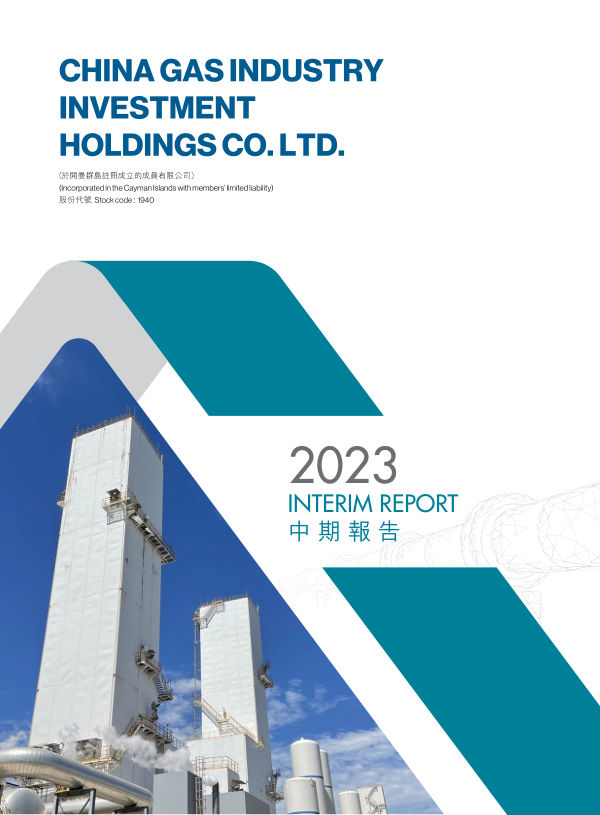 CHINA GAS INDUSTRY
INVESTMENT
HOLDINGS CO. LTD.
（於開曼群島註冊成立的成員有限公司）
(Incorporated in the Cayman Islands with members' limited liability)
股份代號 Stock code : 1940
2023
INTERIM REPORT
中期報告